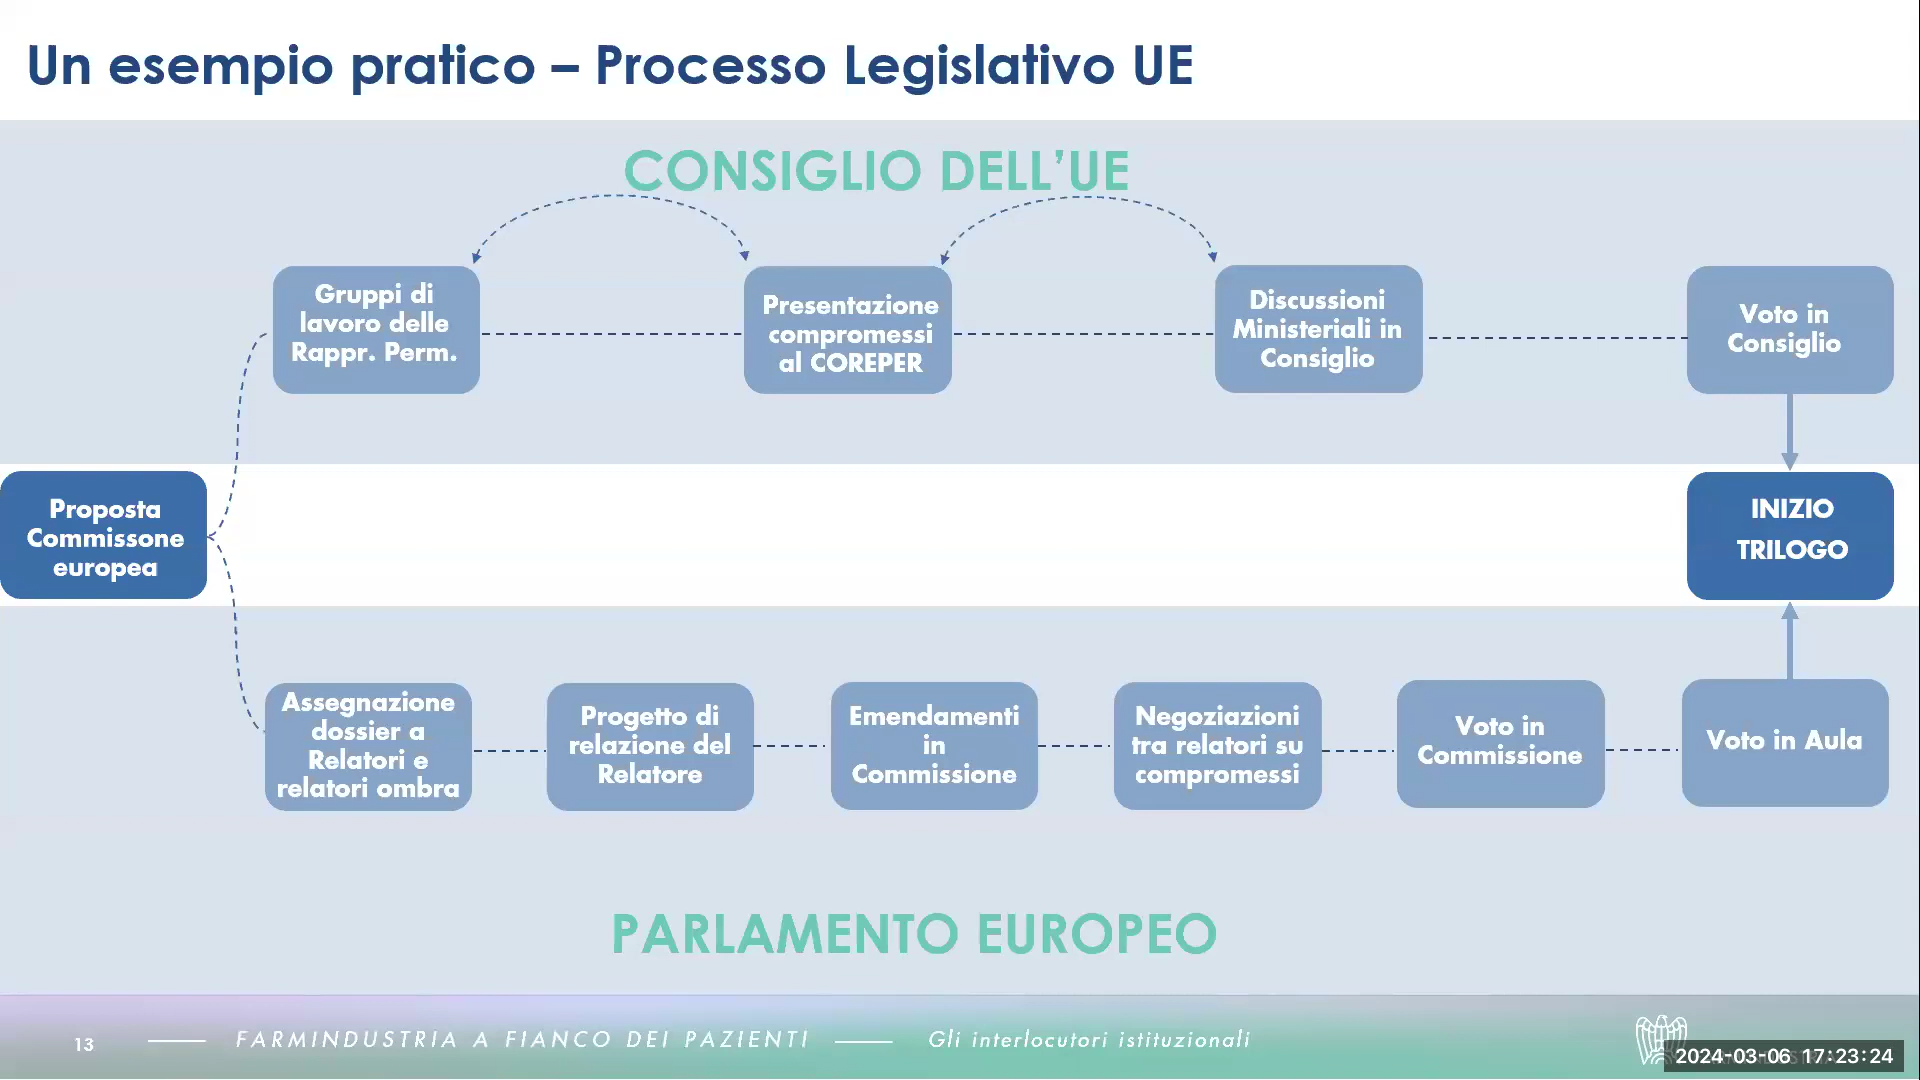 Un esempio pratico – Processo Legislativo UE
CONSIGLIO DELL’UE
Gruppi di
lavoro delle
Rappr. Perm.
Presentazione
compromessi
al COREPER
Discussioni
Ministeriali in
Consiglio
Voto in
Consiglio
Proposta
Commissone
europea
INIZIO
TRILOGO
Assegnazione
dossier a
Relatori e
relatori ombra
Progetto di
relazione del
Relatore
Emendamenti
in
Commissione
Negoziazioni
tra relatori su
compromessi
Voto in
Commissione
Voto in Aula
PARLAMENTO EUROPEO
13
FARMINDUSTRIA A FIANCO DEI PAZIENTI
Gli interlocutori istituzionali
2024-03-06 17:23:24